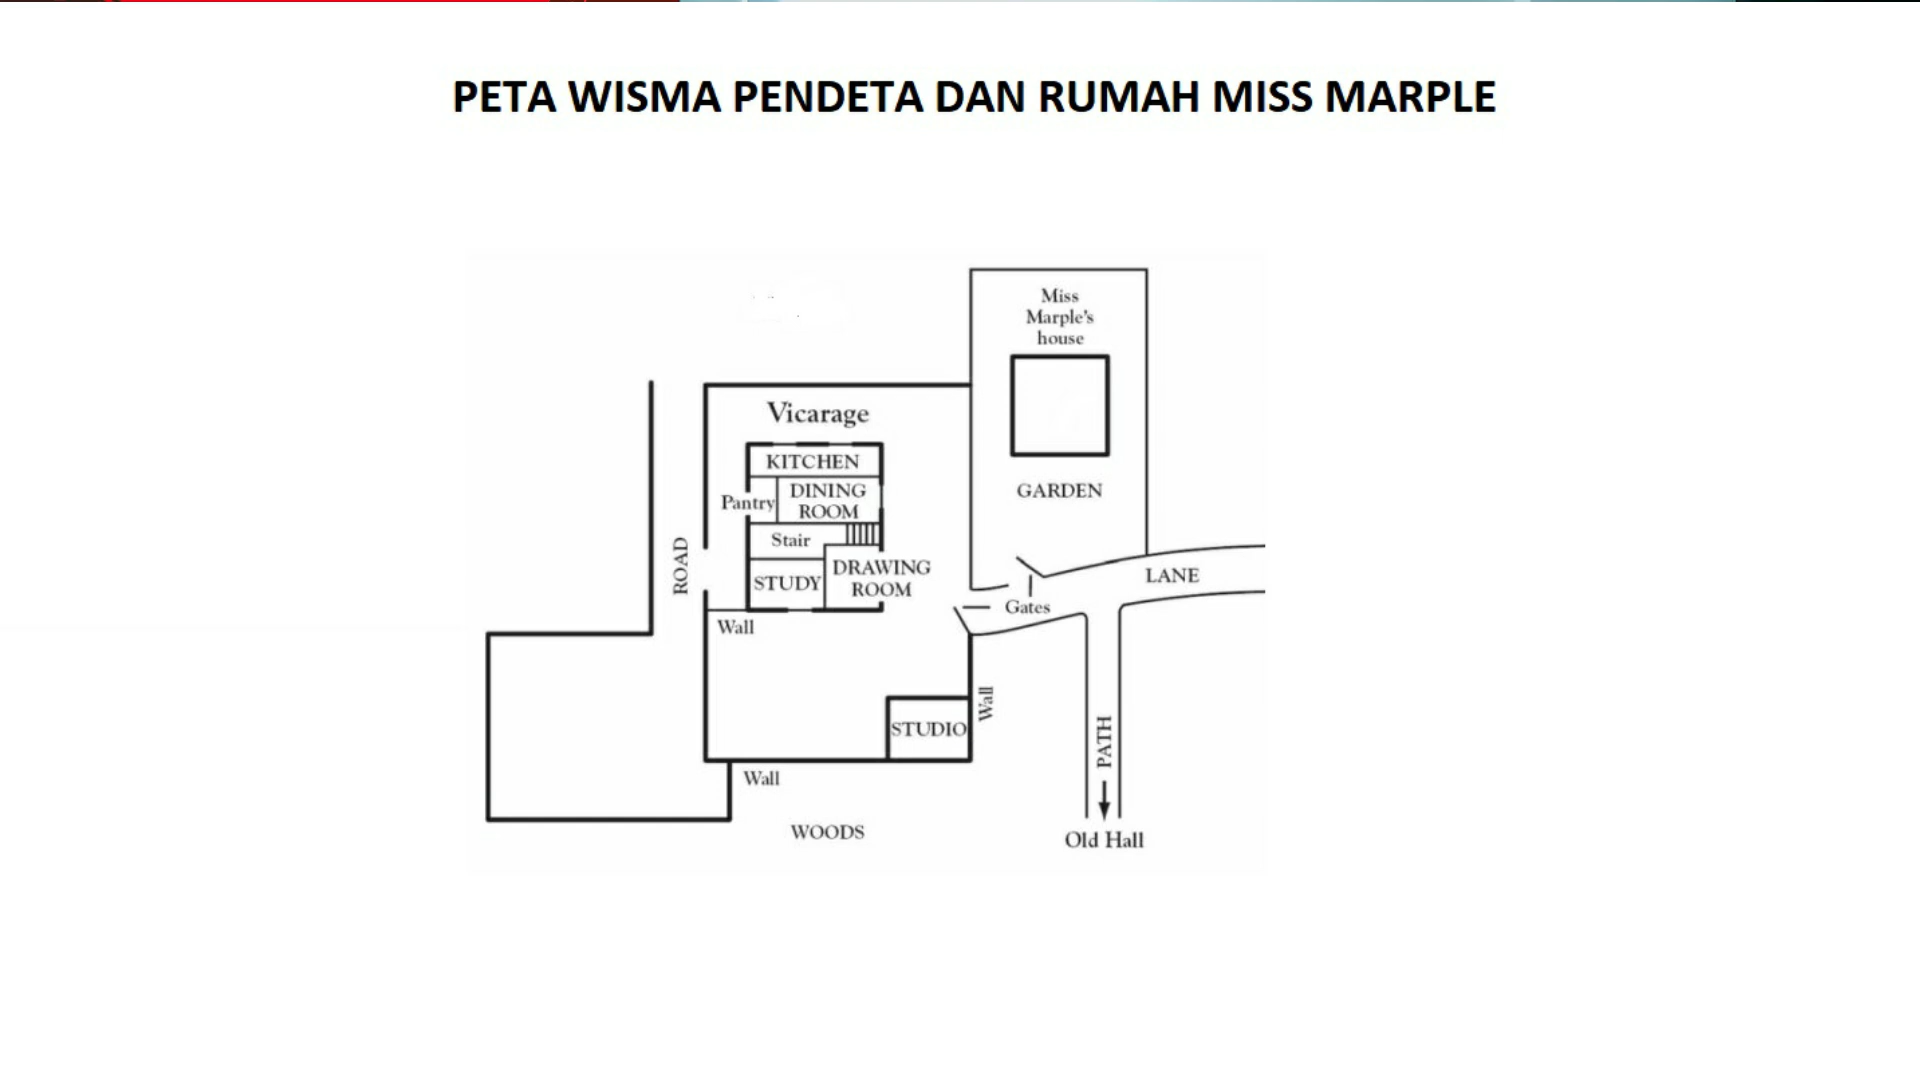 PETA WISMA PENDETA DAN RUMAH MISS MARPLE
Miss
Marple's
house
Vicarage
KITCHEN
GARDEN
DINING
ROOM
Pantry
Stair
ROAD
DRAWING
ROOM
STUDY
LANE
Gates
Wall
Wall
STUDIO
PATH
Wall
WOODS
Old Hall